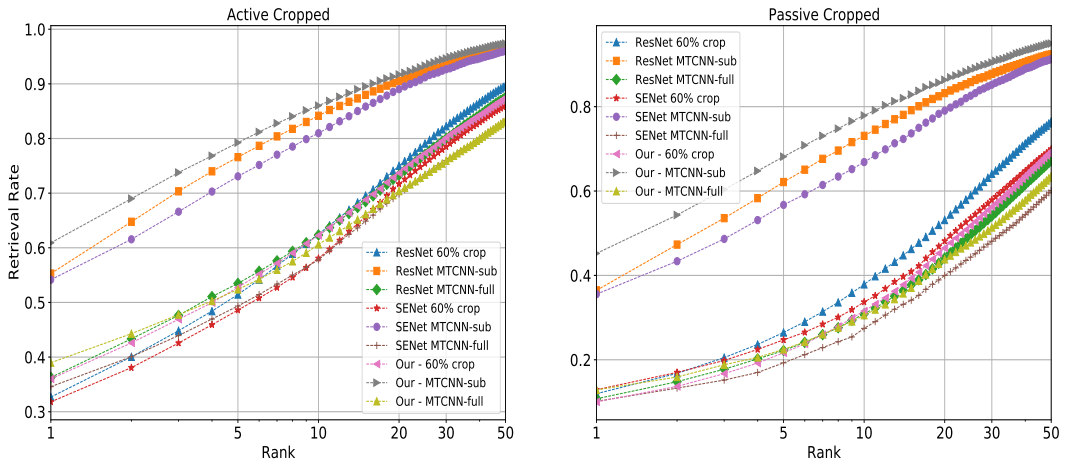 Active Cropped
Retrieval Rate
1.0
0.9
0.8
0.7
0.6
0.5
0.4
0.3
ResNet 60% crop
ResNet MTCNN-sub
ResNet MTCNN-full
SENet 60% crop
SENet MTCNN-sub
SENet MTCNN-full
Our - 60% crop
Our - MTCNN-sub
Our - MTCNN-full
1 5 10 20 30 50
Rank
Passive Cropped
ResNet 60% crop
ResNet MTCNN-sub
ResNet MTCNN-full
SENet 60% crop
SENet MTCNN-sub
SENet MTCNN-full
Our - 60% crop
Our - MTCNN-sub
Our - MTCNN-full
0.8
0.6
0.4
0.2
1 5 10 20 30 50
Rank